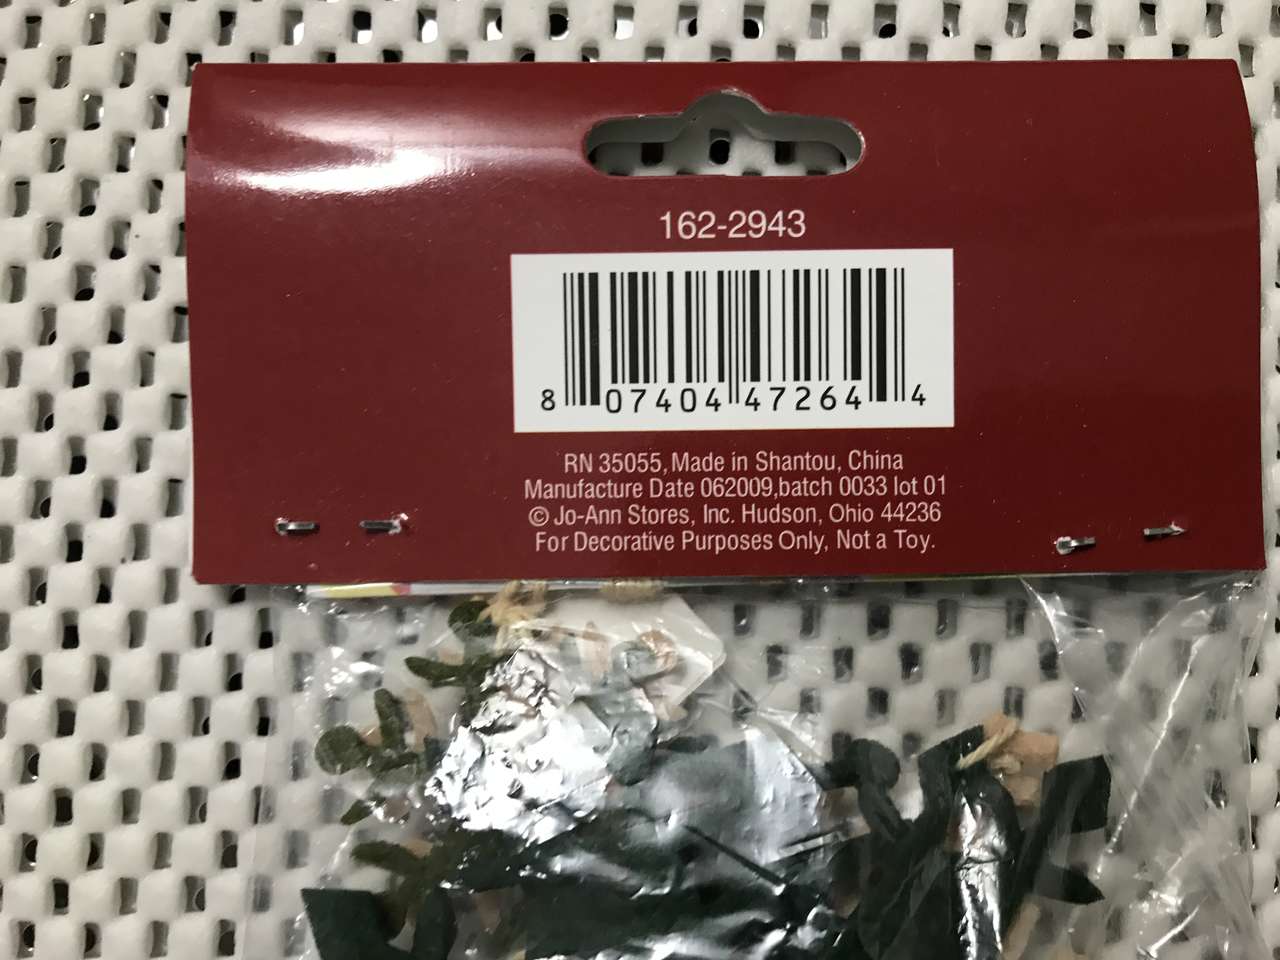 162-2943
8 07404 47264 4
RN 35055, Made in Shantou, China
Manufacture Date 062009,batch 0033 lot 01
© Jo-Ann Stores, Inc. Hudson, Ohio 44236
For Decorative Purposes Only, Not a Toy.